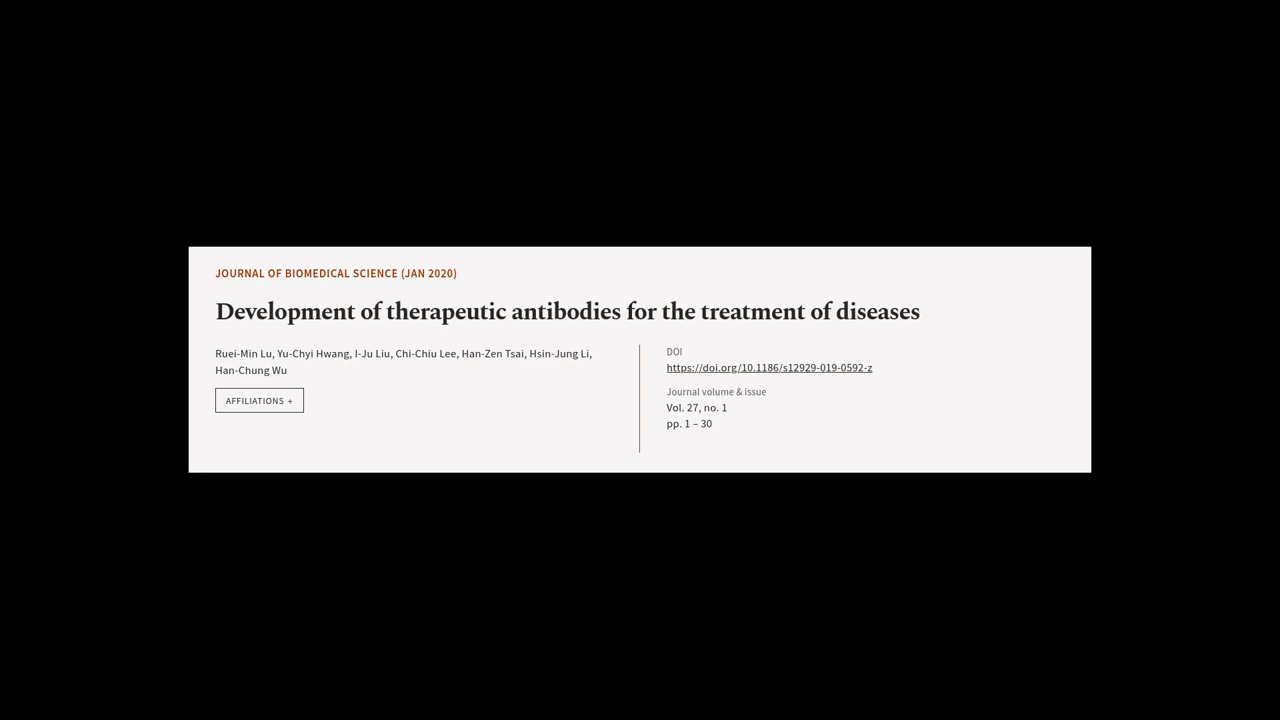 JOURNAL OF BIOMEDICAL SCIENCE (JAN 2020)
Development of therapeutic antibodies for the treatment of diseases
Ruei-Min Lu, Yu-Chyi Hwang, I-Ju Liu, Chi-Chiu Lee, Han-Zen Tsai, Hsin-Jung Li,
Han-Chung Wu
AFFILIATIONS +
DOI
https://doi.org/10.1186/s12929-019-0592-z
Journal volume & issue
Vol. 27, no. 1
pp. 1 – 30